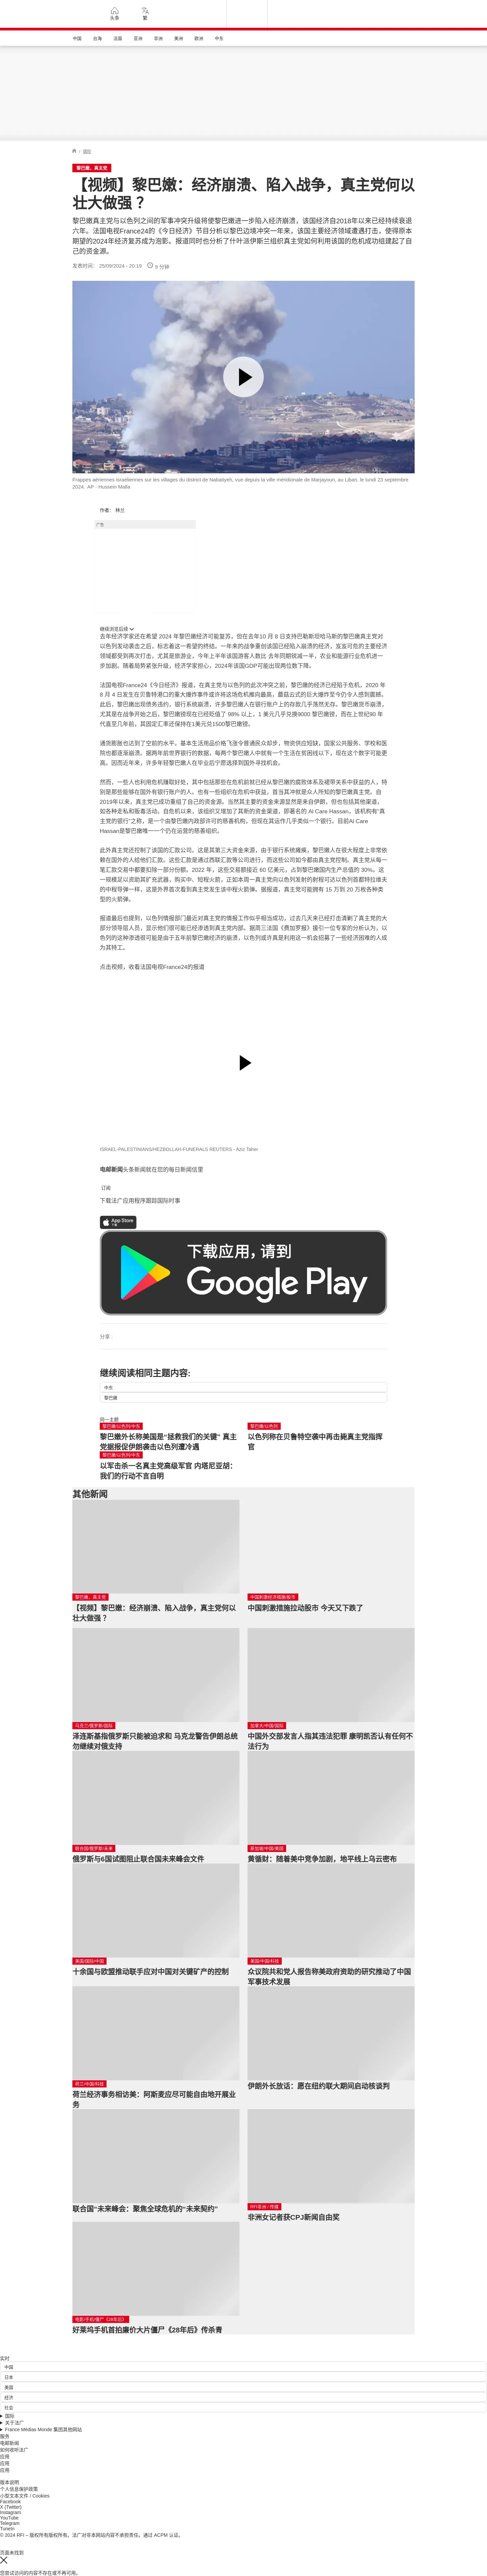 头条
繁
中国
台海
法国
亚洲
非洲
美洲
欧洲
中东
/ 国际
黎巴嫩，真主党
【视频】黎巴嫩：经济崩溃、陷入战争，真主党何以壮大做强 ？
黎巴嫩真主党与以色列之间的军事冲突升级将使黎巴嫩进一步陷入经济崩溃，该国经济自2018年以来已经持续衰退六年。法国电视France24的《今日经济》节目分析以黎巴边境冲突一年来，该国主要经济领域遭遇打击，使得原本期望的2024年经济复苏成为泡影。报道同时也分析了什叶派伊斯兰组织真主党如何利用该国的危机成功组建起了自己的资金源。
发表时间： 25/09/2024 - 20:16
9 分钟
Frappes aériennes israéliennes sur les villages du district de Nabatiyeh, vue depuis la ville méridionale de Marjayoun, au Liban, le lundi 23 septembre 2024. AP - Hussein Malla
作者： 林兰
广告
继续浏览后续
去年经济学家还在希望 2024 年黎巴嫩经济可能复苏，但在去年10 月 8 日支持巴勒斯坦哈马斯的黎巴嫩真主党对以色列发动袭击之后，标志着这一希望的终结。一年来的战争重创该国已经陷入崩溃的经济，岌岌可危的主要经济领域都受到再次打击，尤其是旅游业，今年上半年该国游客人数比 去年同期锐减一半，农业和能源行业危机进一步加剧。随着局势紧张升级，经济学家担心，2024年该国GDP可能出现两位数下降。
法国电视France24《今日经济》报道，在真主党与以色列的此次冲突之前，黎巴嫩的经济已经陷于危机，2020 年 8 月 4 日发生在贝鲁特港口的重大爆炸事件或许将这场危机推向最高，蘑菇云式的巨大爆炸至今仍令人感到震撼。此后，黎巴嫩出现债务违约，银行系统崩溃，许多黎巴嫩人在银行账户上的存款几乎荡然无存。黎巴嫩货币崩溃，尤其是在战争开始之后，黎巴嫩镑现在已经贬值了 98% 以上，1 美元几乎兑换9000 黎巴嫩镑，而在上世纪90 年代直至几年前，其固定汇率还保持在1美元兑1500黎巴嫩镑。
通货膨胀也达到了空前的水平。基本生活用品价格飞涨令普通民众却步，物资供应短缺，国家公共服务、学校和医院也都逐渐崩溃。据两年前世界银行的数据，每两个黎巴嫩人中就有一个生活在贫困线以下，现在这个数字可能更高。因而近年来，许多年轻黎巴嫩人在毕业后宁愿选择到国外寻找机会。
然而，一些人也利用危机赚取好处，其中包括那些在危机前就已经从黎巴嫩的腐败体系及裙带关系中获益的人，特别是那些能够在国外有银行账户的人。也有一些组织在危机中获益，首当其冲就是众人所知的黎巴嫩真主党。自2019年以来，真主党已成功重组了自己的资金源。当然其主要的资金来源显然是来自伊朗，但也包括其他渠道，如各种走私和贩毒活动。自危机以来，该组织又增加了其新的资金渠道，即著名的 Al Care Hassan。该机构有“真主党的银行”之称，是一个由黎巴嫩内政部许可的慈善机构，但现在其运作几乎类似一个银行。目前Al Care Hassan是黎巴嫩唯一一个仍在运营的慈善组织。
此外真主党还控制了该国的汇款公司，这是其第三大资金来源，由于银行系统瘫痪，黎巴嫩人在很大程度上非常依赖在国外的人给他们汇款。这些汇款是通过西联汇款等公司进行，而这些公司如今都由真主党控制。真主党从每一笔汇款交易中都要扣除一部分份额。2022 年，这些交易额接近 60 亿美元，占到黎巴嫩国内生产总值的 30%。这一规模足以资助其扩充武器，购买中、短程火箭，正如本周一真主党向以色列发射的射程可达以色列首都特拉维夫的中程导弹一样，这是外界首次看到真主党发生该中程火箭弹。据报道，真主党可能拥有 15 万到 20 万枚各种类型的火箭弹。
报道最后也提到，以色列情报部门最近对真主党的情报工作似乎相当成功，过去几天来已经打击清剿了真主党的大部分领导层人员，显示他们很可能已经渗透到真主党内部。据周三法国《费加罗报》援引一位专家的分析认为，以色列的这种渗透很可能是由于五年前黎巴嫩经济的崩溃，以色列或许真是利用这一机会招募了一些经济困难的人成为其特工。
点击视频，收看法国电视France24的报道
ISRAEL-PALESTINIANS/HEZBOLLAH-FUNERALS REUTERS - Aziz Taher
电邮新闻头条新闻就在您的每日新闻信里
订阅
下载法广应用程序跟踪国际时事
App Store
下载应用，请到
Google Play
分享 :
继续阅读相同主题内容:
中东
黎巴嫩
同一主题
黎巴嫩/以色列/中东
黎巴嫩外长称美国是“拯救我们的关键” 真主党据报促伊朗袭击以色列遭冷遇
黎巴嫩/以色列
以色列称在贝鲁特空袭中再击毙真主党指挥官
黎巴嫩/以色列/中东
以军击杀一名真主党高级军官 内塔尼亚胡：我们的行动不言自明
其他新闻
黎巴嫩，真主党
【视频】黎巴嫩：经济崩溃、陷入战争，真主党何以壮大做强 ？
中国刺激经济措施/股市
中国刺激措施拉动股市 今天又下跌了
乌克兰/俄罗斯/国际
泽连斯基指俄罗斯只能被迫求和 马克龙警告伊朗总统勿继续对俄支持
加拿大/中国/国际
中国外交部发言人指其违法犯罪 康明凯否认有任何不法行为
联合国/俄罗斯/未来
俄罗斯与6国试图阻止联合国未来峰会文件
新加坡/中国/美国
黄循财：随着美中竞争加剧，地平线上乌云密布
美国/国际/中国
十余国与欧盟推动联手应对中国对关键矿产的控制
美国/中国/科技
众议院共和党人报告称美政府资助的研究推动了中国军事技术发展
荷兰/中国/科技
荷兰经济事务相访美：阿斯麦应尽可能自由地开展业务
伊朗外长放话：愿在纽约联大期间启动核谈判
联合国“未来峰会：聚焦全球危机的“未来契约”
RFI非洲 / 传媒
非洲女记者获CPJ新闻自由奖
电影/手机/僵尸《28年后》
好莱坞手机首拍廉价大片僵尸《28年后》传杀青
实时
中国
日本
美国
经济
社会
国际
关于法广
France Médias Monde 集团其他网站
服务
电邮新闻
如何收听法广
应用
应用
应用
版本说明
个人信息保护政策
小型文本文件 / Cookies
Facebook
X (Twitter)
Instagram
YouTube
Telegram
TuneIn
© 2024 RFI – 版权所有版权所有。法广对非本网站内容不承担责任。通过 ACPM 认证。
页面未找到
您尝试访问的内容不存在或不再可用。